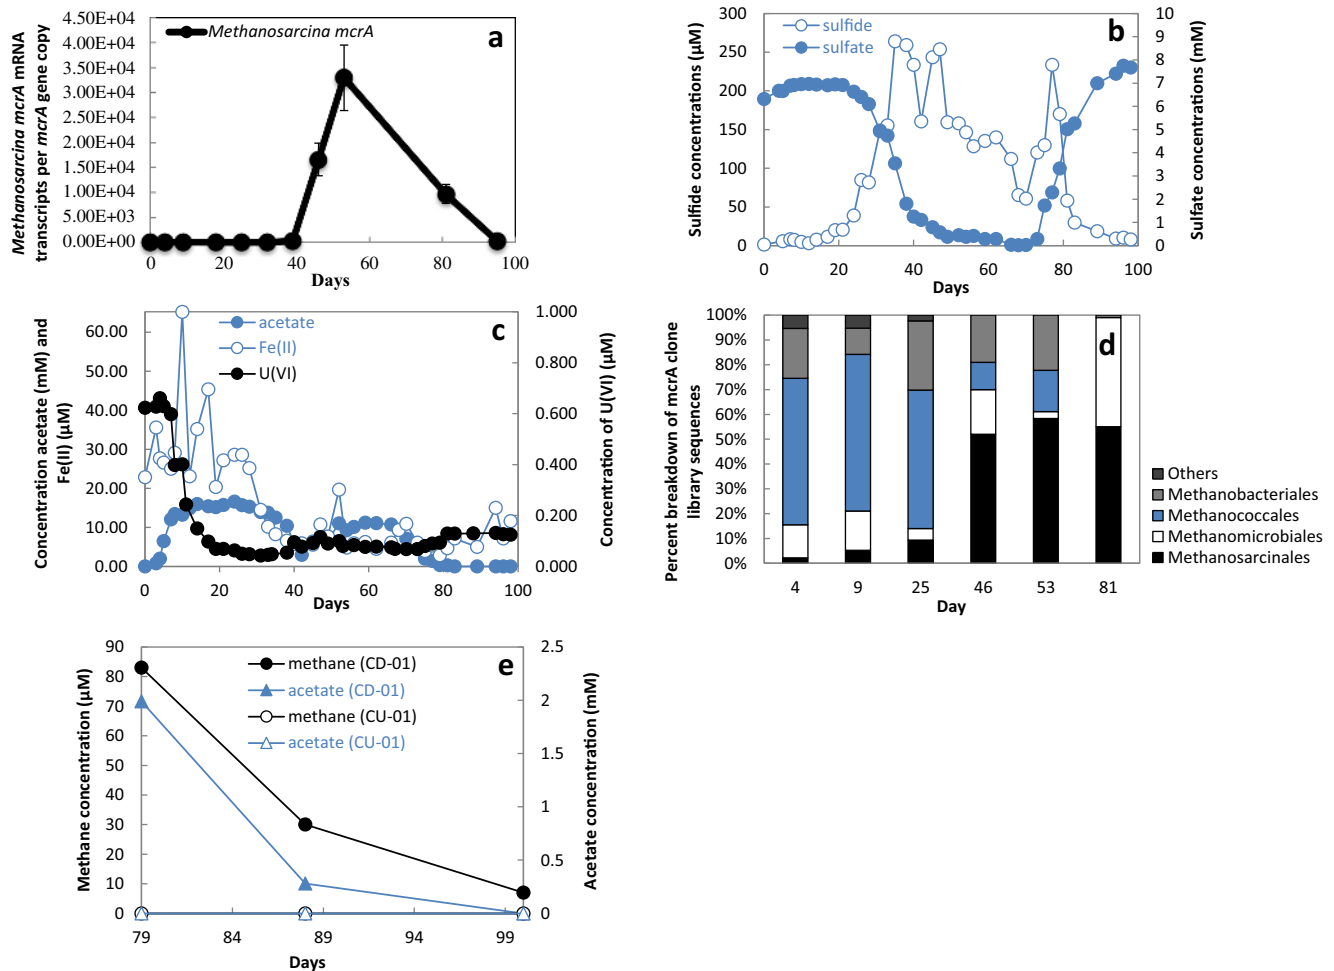 a
Methanosarcina mcrA
Methanosarcina mcrA mRNA
transcripts per mcrA gene copy
4.50E+04
4.00E+04
3.50E+04
3.00E+04
2.50E+04
2.00E+04
1.50E+04
1.00E+04
5.00E+03
0.00E+00
0 20 40 60 80 100
Days
b
sulfide
sulfate
Sulfide concentrations (µM)
300
250
200
150
100
50
0
Sulfate concentrations (mM)
10
9
8
7
6
5
4
3
2
1
0
0 20 40 60 80 100
Days
c
acetate
Fe(II)
U(VI)
Concentration acetate (mM) and
Fe(II) (µM)
60.00
50.00
40.00
30.00
20.00
10.00
0.00
Concentration of U(VI) (µM)
1.000
0.800
0.600
0.400
0.200
0.000
0 20 40 60 80 100
Days
d
Percent breakdown of mcrA clone
library sequences
100%
90%
80%
70%
60%
50%
40%
30%
20%
10%
0%
4 9 25 46 53 81
Day
Others
Methanobacteriales
Methanococcales
Methanomicrobiales
Methanosarcinales
e
methane (CD-01)
acetate (CD-01)
methane (CU-01)
acetate (CU-01)
Methane concentration (µM)
90
80
70
60
50
40
30
20
10
0
Acetate concentration (mM)
2.5
2
1.5
1
0.5
0
79 84 89 94 99
Days